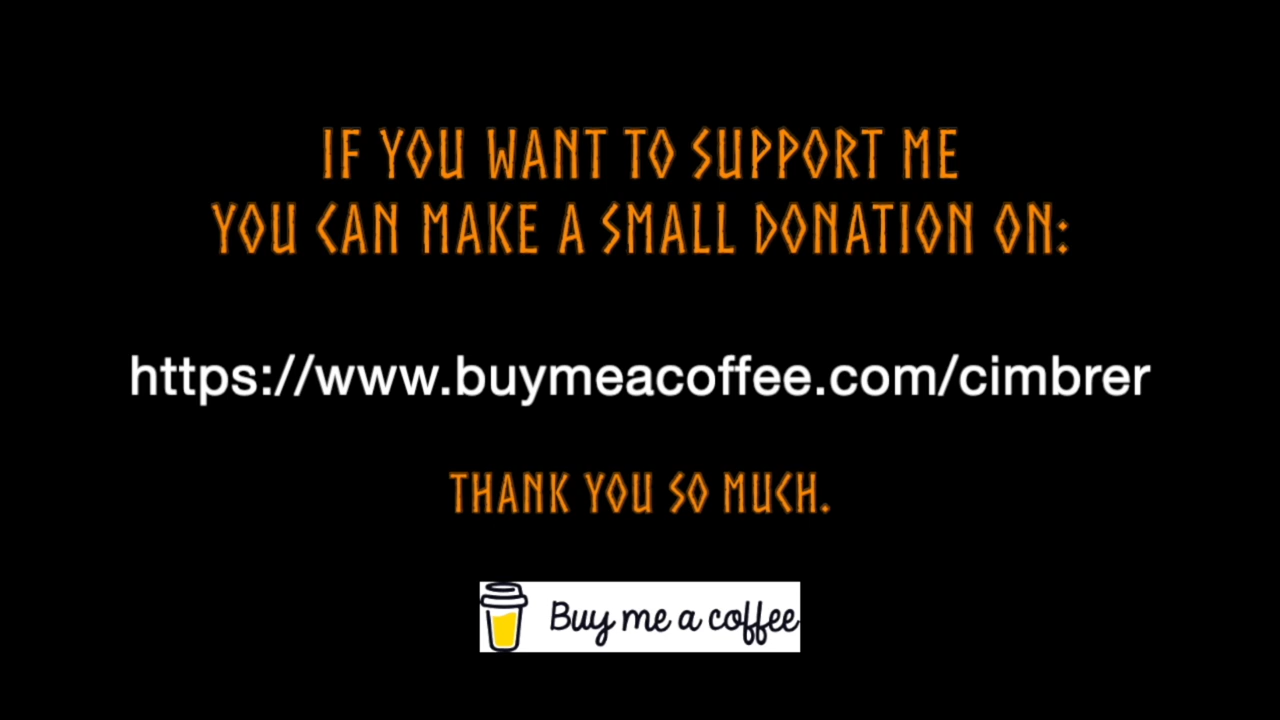 IF YOU WANT TO SUPPORT ME
YOU CAN MAKE A SMALL DONATION ON:
https://www.buymeacoffee.com/cimbrer
THANK YOU SO MUCH.
Buy me a coffee